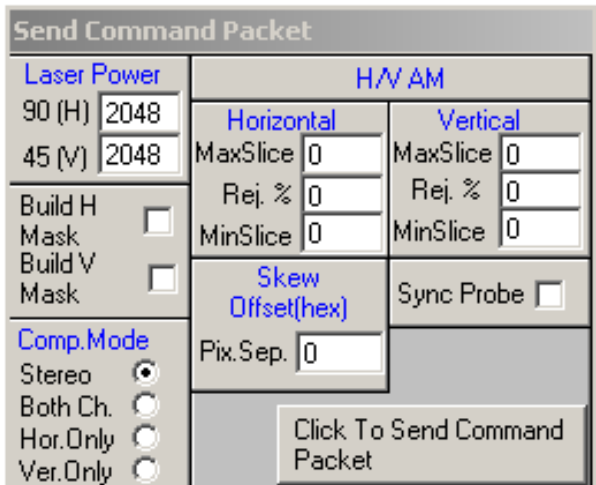 Send Command Packet
Laser Power
90 (H) 2048
45 (V) 2048
Build H
Mask
Build V
Mask
Comp.Mode
Stereo
Both Ch.
Hor.Only
Ver.Only
H/V AM
Horizontal
MaxSlice 0
Rej. % 0
MinSlice 0
Vertical
MaxSlice 0
Rej. % 0
MinSlice 0
Skew
Offset(hex)
Pix.Sep. 0
Sync Probe
Click To Send Command
Packet